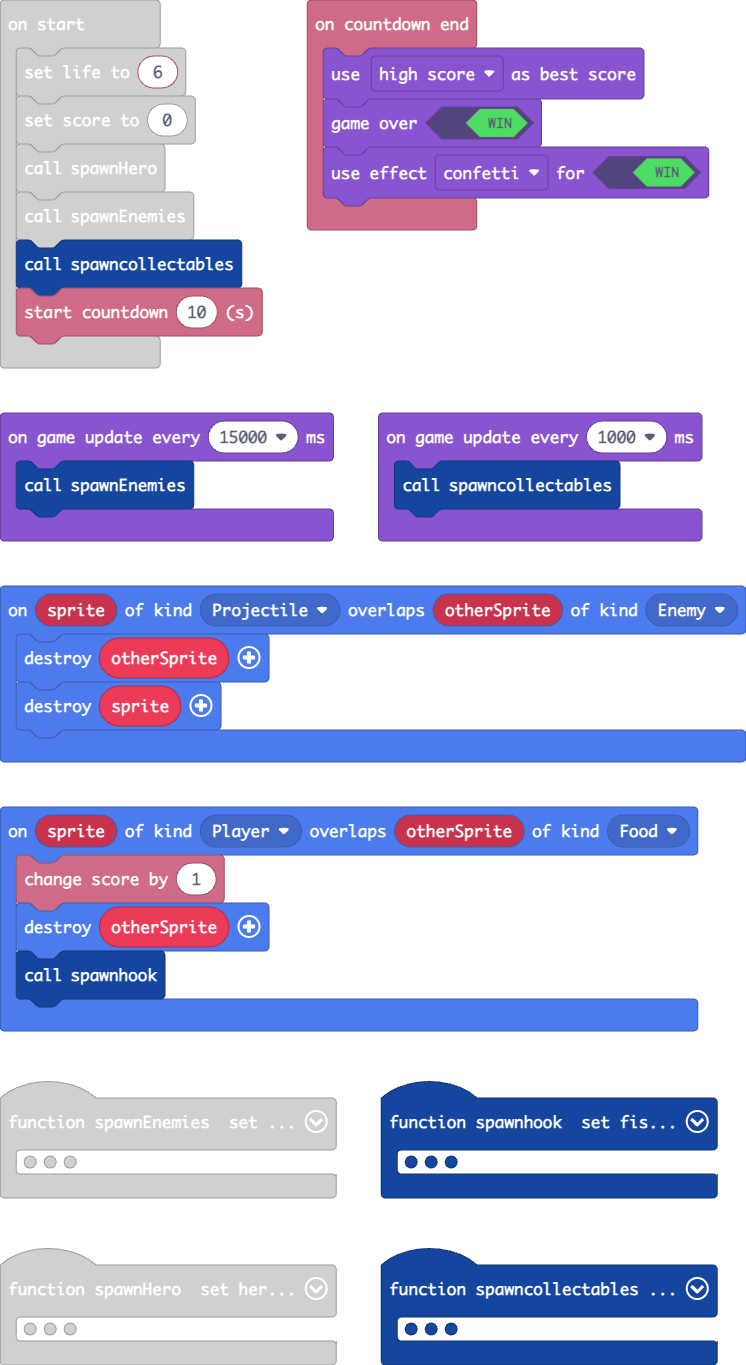 on start
set life to 6
set score to 0
call spawnHero
call spawnEnemies
call spawncollectables
start countdown 10 (s)
on countdown end
use high score as best score
game over WIN
use effect confetti for WIN
on game update every 15000 ms
call spawnEnemies
on game update every 1000 ms
call spawncollectables
on sprite of kind Projectile overlaps otherSprite of kind Enemy
destroy otherSprite
destroy sprite
on sprite of kind Player overlaps otherSprite of kind Food
change score by 1
destroy otherSprite
call spawnhook
function spawnEnemies set ...
function spawnhook set fis...
function spawnHero set her...
function spawncollectables ...